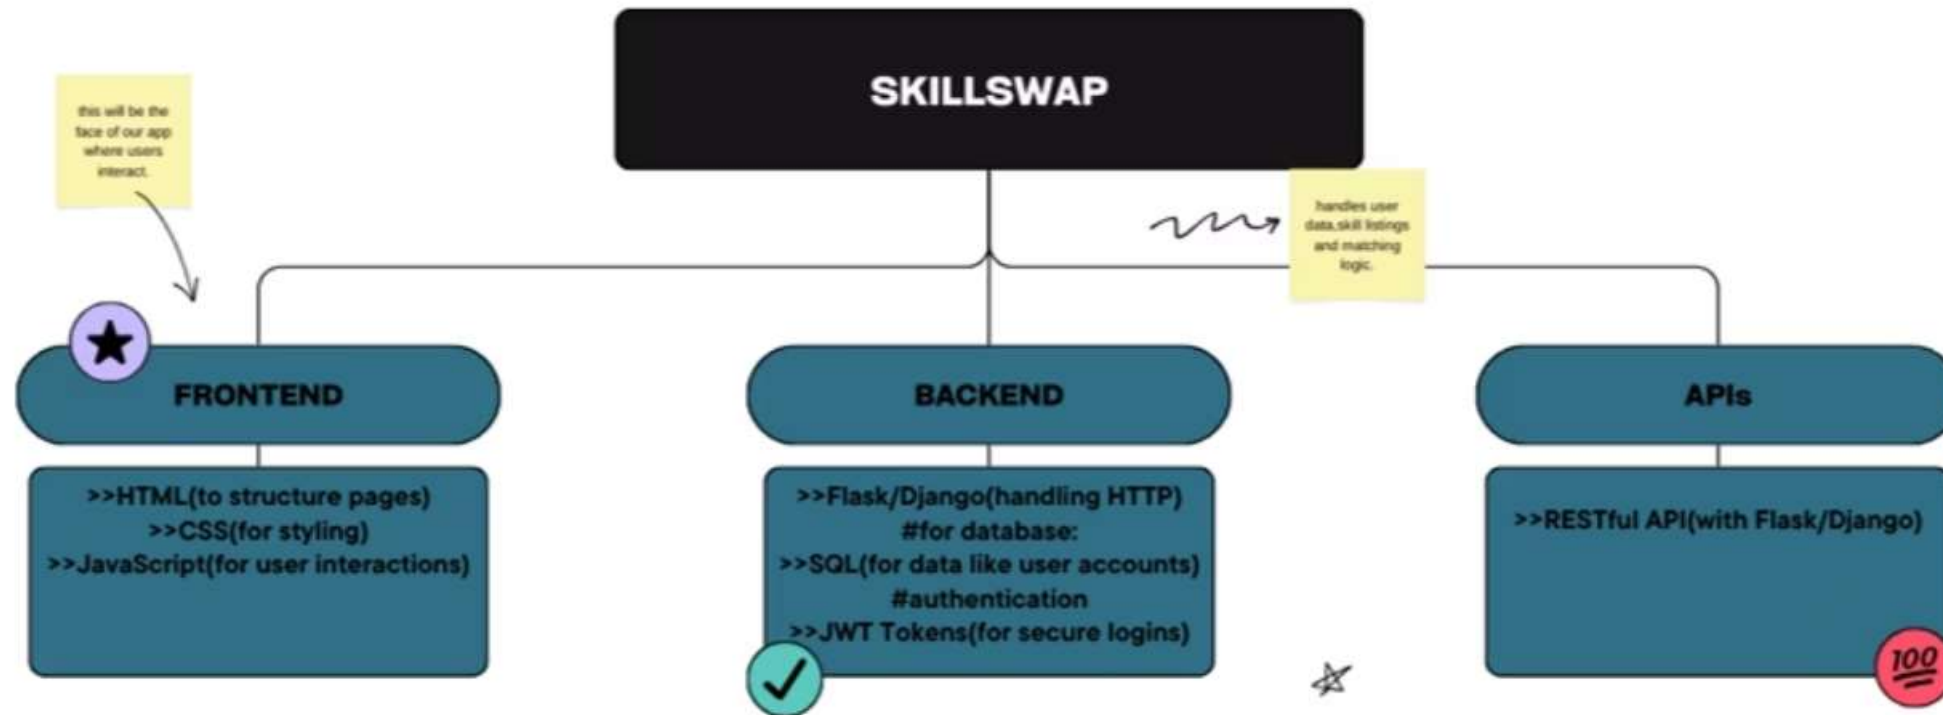 SKILLSWAP
this will be the
face of our app
where users
interact.
handles user
data,skill listings
and matching
logic.
FRONTEND
>>HTML(to structure pages)
>>CSS(for styling)
>>JavaScript(for user interactions)
BACKEND
>>Flask/Django(handling HTTP)
#for database:
>>SQL(for data like user accounts)
#authentication
>>JWT Tokens(for secure logins)
APIs
>>RESTful API(with Flask/Django)
100